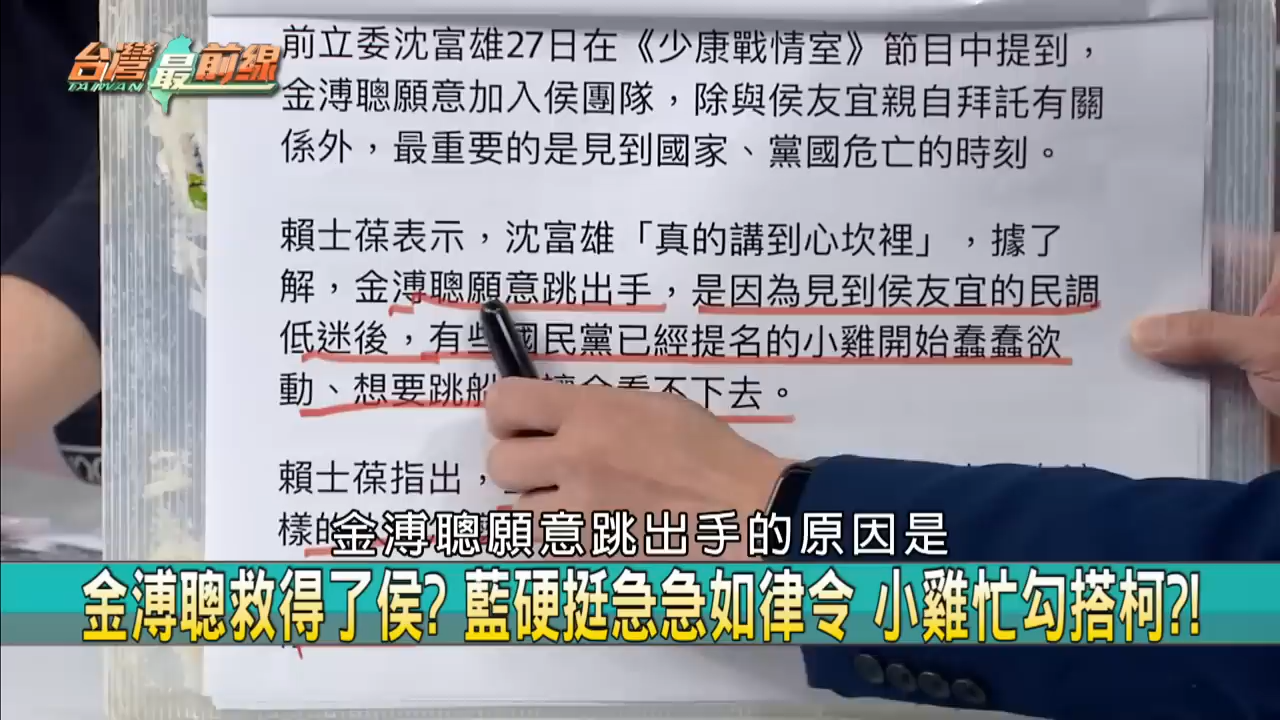 台灣最前線
TAIWAN
前立委沈富雄27日在《少康戰情室》節目中提到，
金溥聰願意加入侯團隊，除與侯友宜親自拜託有關
係外，最重要的是見到國家、黨國危亡的時刻。
賴士葆表示，沈富雄「真的講到心坎裡」，據了
解，金溥聰願意跳出手，是因為見到侯友宜的民調
低迷後，有些國民黨已經提名的小雞開始蠢蠢欲
動、想要跳船 看不下去。
賴士葆指出，
樣的
金溥聰願意跳出手的原因是
金溥聰救得了侯? 藍硬挺急急如律令 小雞忙勾搭柯?!